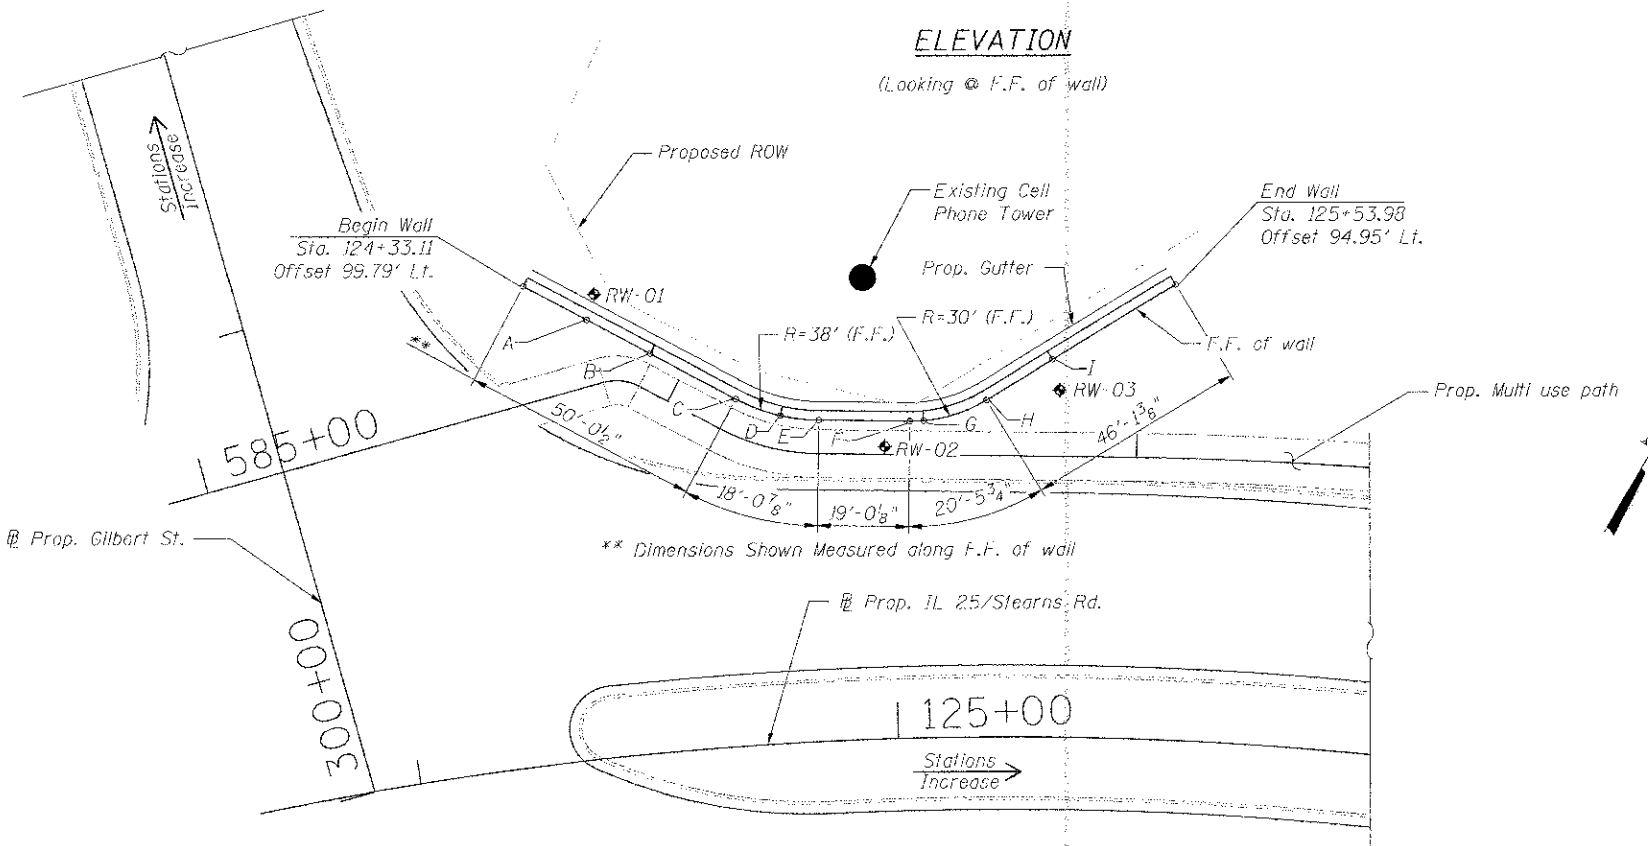 ELEVATION
(Looking @ F.F. of wall)
Stations
Increase
Proposed ROW
Existing Cell
Phone Tower
End Wall
Sta. 125+53.98
Offset 94.95' Lt.
Begin Wall
Sta. 124+33.11
Offset 99.79' Lt.
Prop. Gutter
RW-01
R=38' (F.F.)
R=30' (F.F.)
A
F.F. of wall
**
B
I
RW-03
Prop. Multi use path
C
D
E
F
G
H
50'-0½"
46'-1⅜"
585+00
RW-02
18'-0⅞"
19'-0⅛"
20'-5¾"
℄ Prop. Gilbert St.
** Dimensions Shown Measured along F.F. of wall
℄ Prop. IL 25/Stearns Rd.
300+00
125+00
Stations
Increase